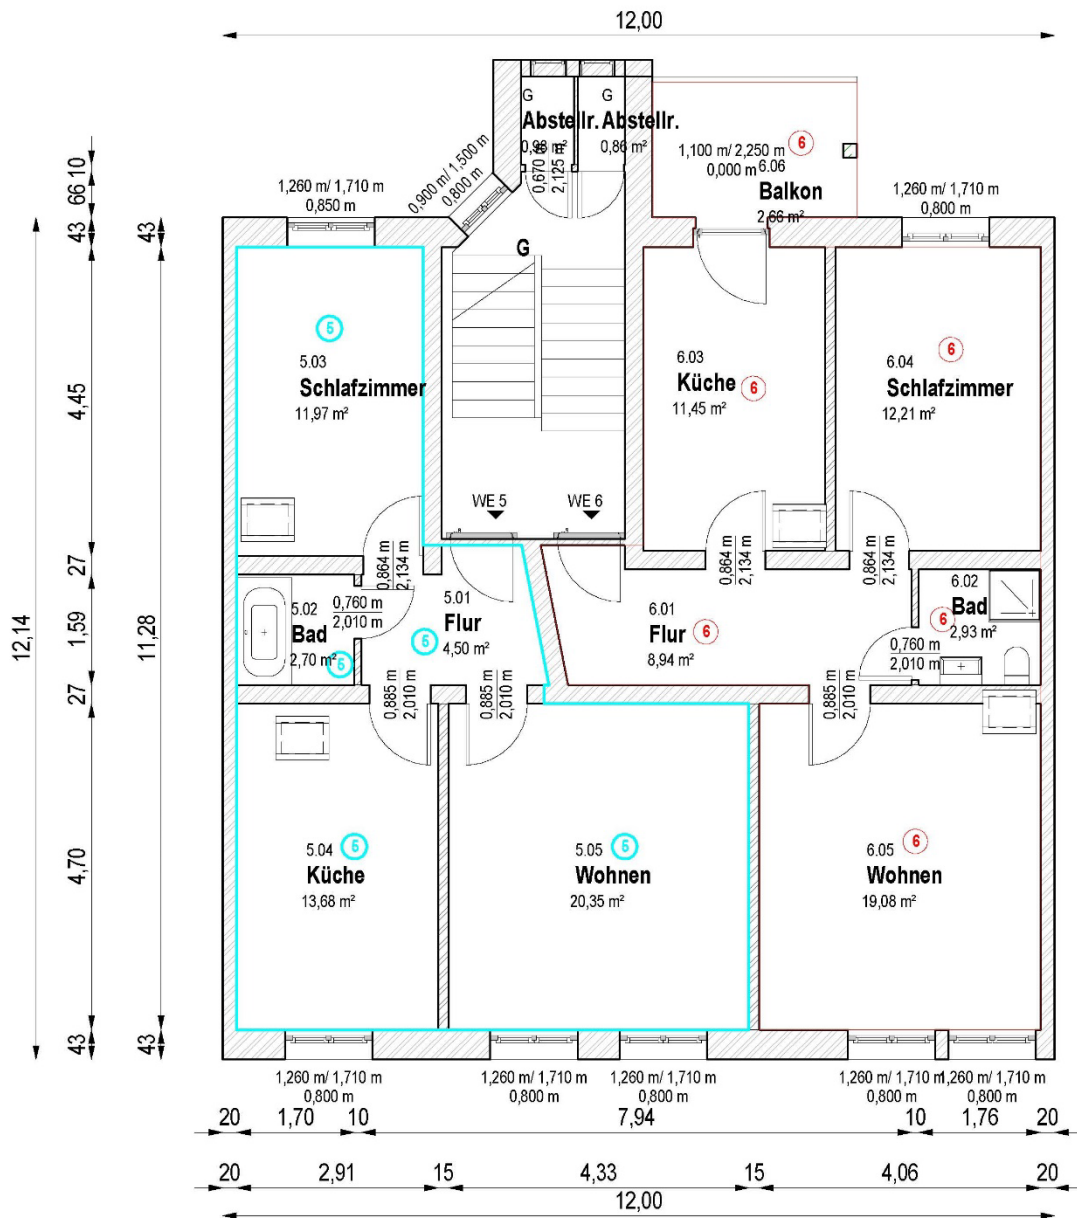 12,00
G
Abstellr.
0,98 m²
G
Abstellr.
0,86 m²
0,670 m
2,125 m
0,900 m/ 1,500 m
0,800 m
1,260 m/ 1,710 m
0,850 m
1,100 m/ 2,250 m
0,000 m
6
6.06
Balkon
2,66 m²
1,260 m/ 1,710 m
0,800 m
10
66
43
43
G
5
5.03
Schlafzimmer
11,97 m²
6.03
Küche
6
11,45 m²
6
6.04
Schlafzimmer
12,21 m²
4,45
WE 5
WE 6
27
0,864 m
2,134 m
0,864 m
2,134 m
0,864 m
2,134 m
5.02
Bad
2,70 m²
5
0,760 m
2,010 m
5.01
Flur
5
4,50 m²
6.01
Flur
6
8,94 m²
6.02
Bad
6
2,93 m²
0,760 m
2,010 m
1,59
12,14
11,28
27
0,885 m
2,010 m
0,885 m
2,010 m
0,885 m
2,010 m
4,70
5.04
5
Küche
13,68 m²
5.05
5
Wohnen
20,35 m²
6.05
6
Wohnen
19,08 m²
43
43
1,260 m/ 1,710 m
0,800 m
1,260 m/ 1,710 m
0,800 m
1,260 m/ 1,710 m
0,800 m
1,260 m/ 1,710 m
0,800 m
1,260 m/ 1,710 m
0,800 m
20 1,70 10 7,94 10 1,76 20
20 2,91 15 4,33 15 4,06 20
12,00